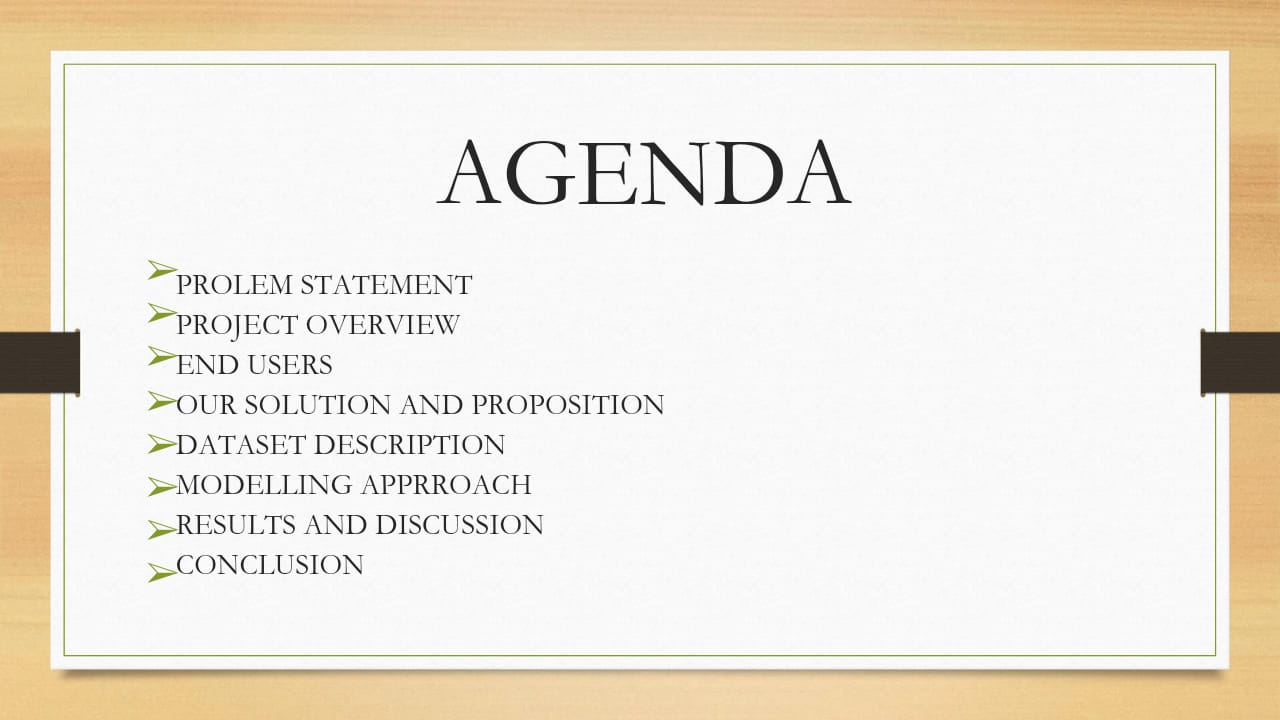 AGENDA
PROLEM STATEMENT
PROJECT OVERVIEW
END USERS
OUR SOLUTION AND PROPOSITION
DATASET DESCRIPTION
MODELLING APPRROACH
RESULTS AND DISCUSSION
CONCLUSION